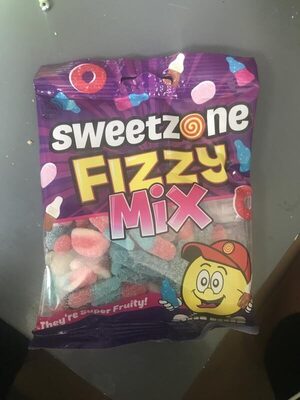 sweetzone
FIZZY
MiX
They're Super Fruity!